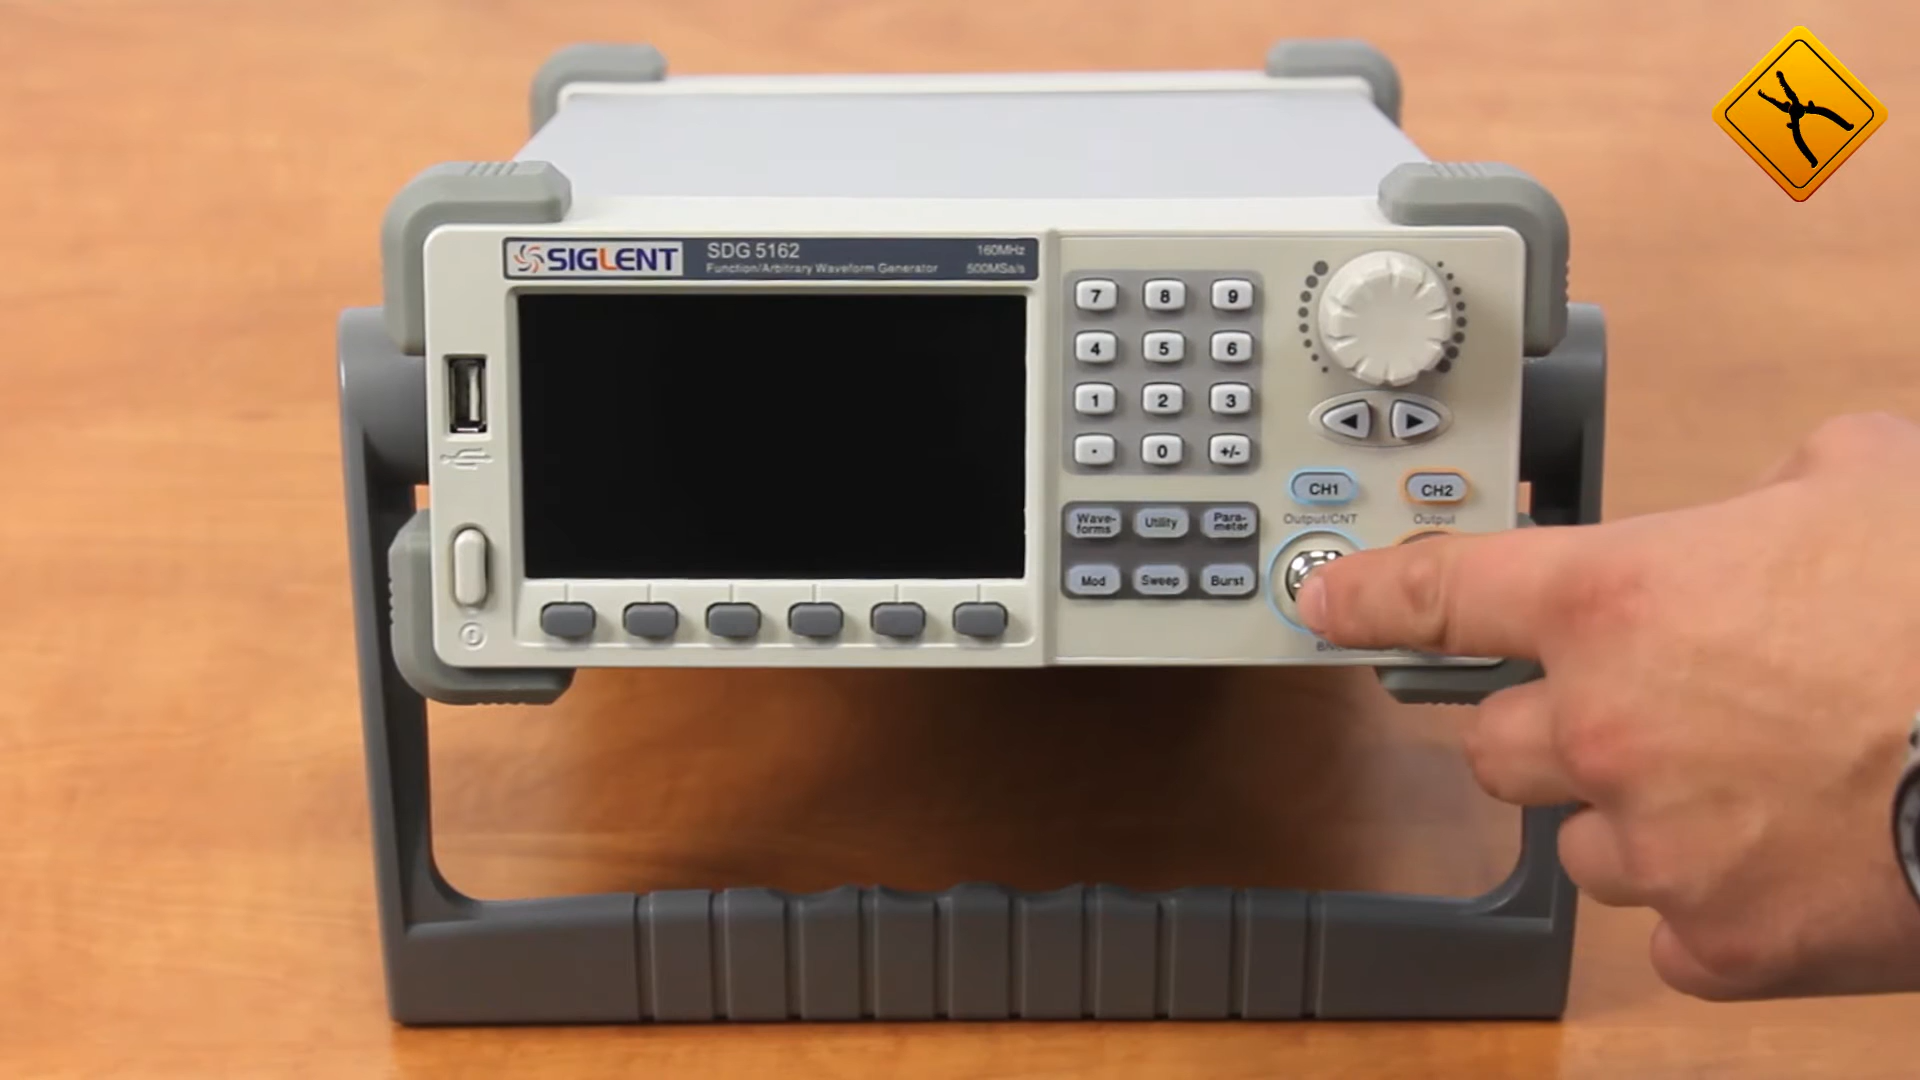 SIGLENT
SDG 5162
160MHz
Function/Arbitrary Waveform Generator
500MSa/s
7 8 9
4 5 6
1 2 3
· 0 +/-
CH1 CH2
Output/CNT Output
Wave-
forms
Utility
Para-
meter
Mod Sweep Burst